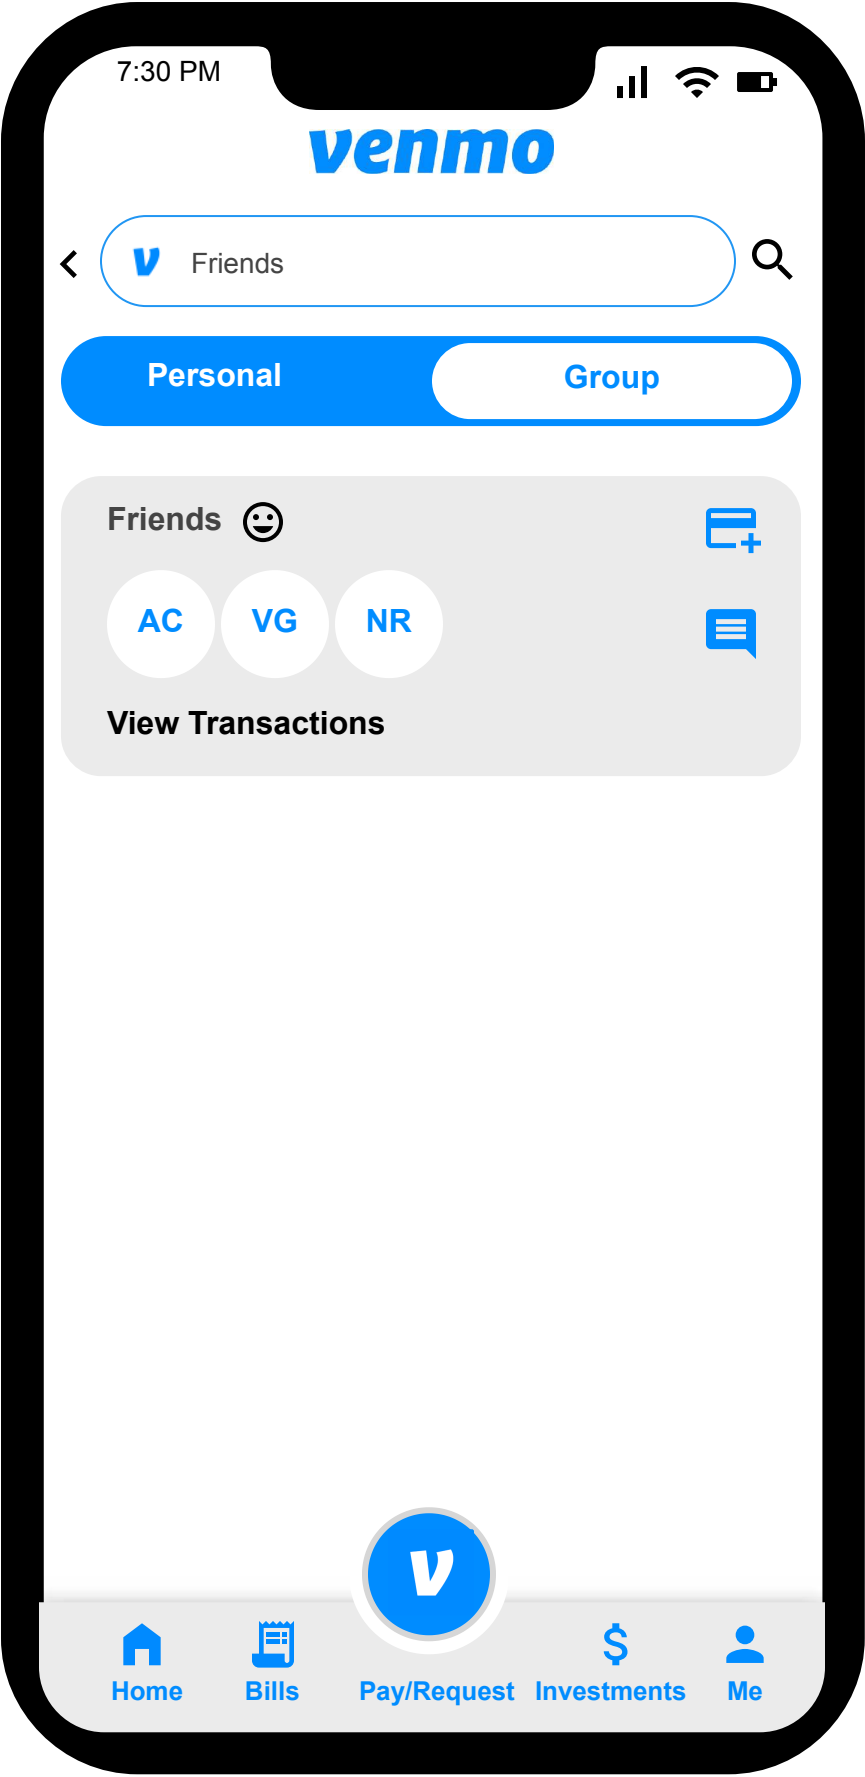 7:30 PM
venmo
v Friends
Personal Group
Friends
AC VG NR
View Transactions
v
Home Bills Pay/Request Investments Me